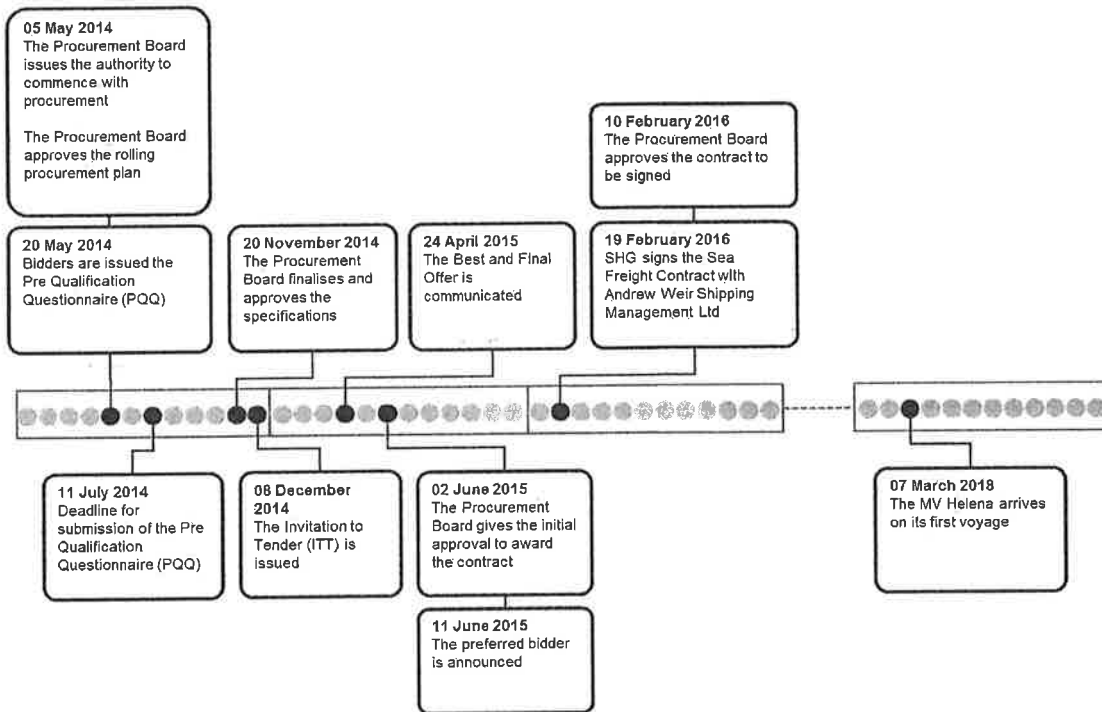 05 May 2014
The Procurement Board
issues the authority to
commence with
procurement
The Procurement Board
approves the rolling
procurement plan
20 May 2014
Bidders are issued the
Pre Qualification
Questionnaire (PQQ)
20 November 2014
The Procurement
Board finalises and
approves the
specifications
24 April 2015
The Best and Final
Offer is
communicated
10 February 2016
The Procurement Board
approves the contract to
be signed
19 February 2016
SHG signs the Sea
Freight Contract with
Andrew Weir Shipping
Management Ltd
11 July 2014
Deadline for
submission of the Pre
Qualification
Questionnaire (PQQ)
08 December
2014
The Invitation to
Tender (ITT) is
issued
02 June 2015
The Procurement
Board gives the initial
approval to award
the contract
11 June 2015
The preferred bidder
is announced
07 March 2018
The MV Helena arrives
on its first voyage